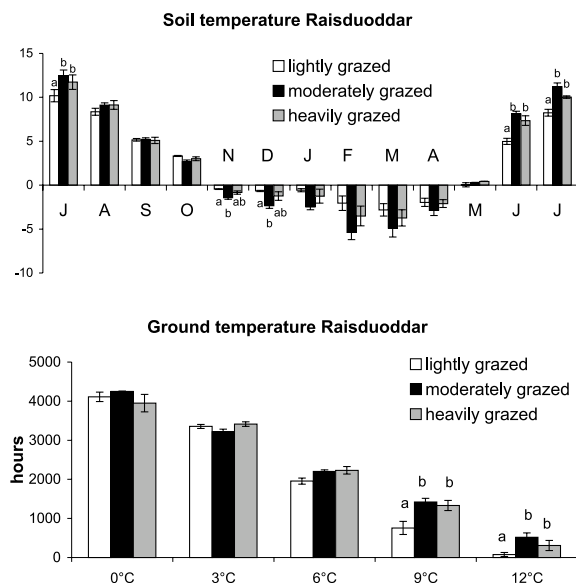 Soil temperature Raisduoddar
15
10
5
0
-5
-10
lightly grazed
moderately grazed
heavily grazed
a b b
a b b
a b b
N D J F M A
J A S O M J J
a b ab a b ab
Ground temperature Raisduoddar
5000
4000
3000
2000
1000
0
hours
lightly grazed
moderately grazed
heavily grazed
a b b
a b b
0°C 3°C 6°C 9°C 12°C